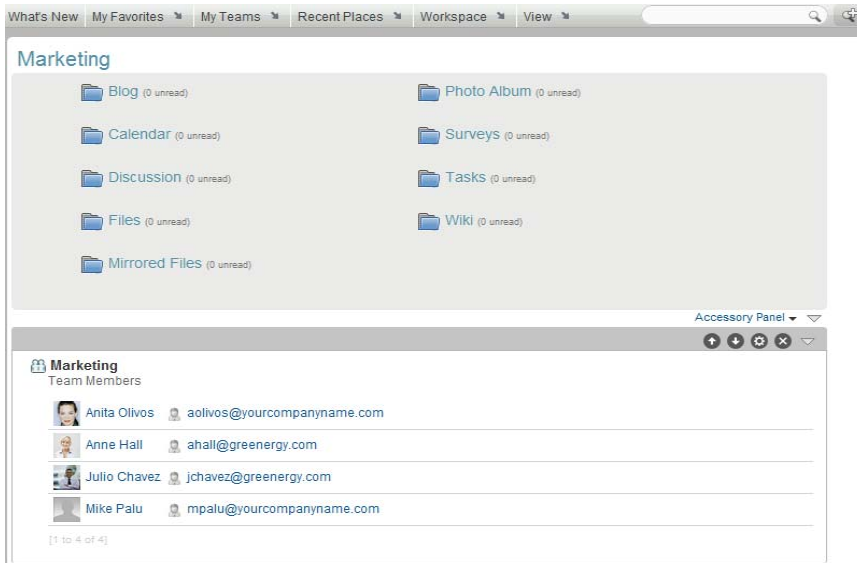 What's New My Favorites My Teams Recent Places Workspace View
Marketing
Blog (0 unread) Photo Album (0 unread)
Calendar (0 unread) Surveys (0 unread)
Discussion (0 unread) Tasks (0 unread)
Files (0 unread) Wiki (0 unread)
Mirrored Files (0 unread)
Accessory Panel
Marketing
Team Members
Anita Olivos aolivos@yourcompanyname.com
Anne Hall ahall@greenergy.com
Julio Chavez jchavez@greenergy.com
Mike Palu mpalu@yourcompanyname.com
[1 to 4 of 4]